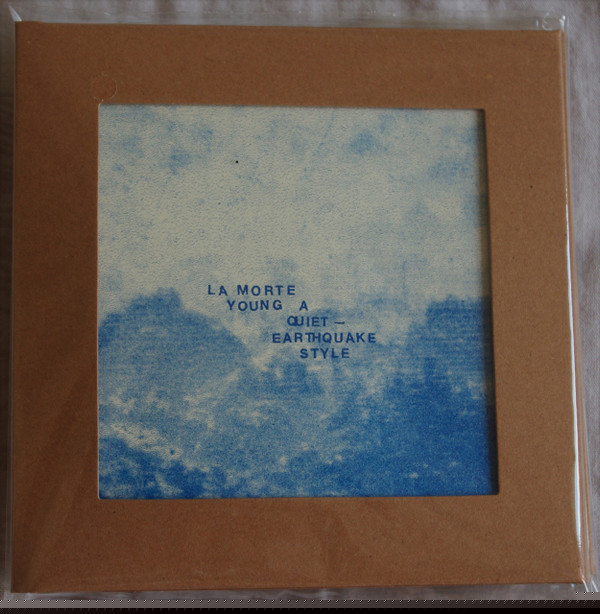 LA MORTE
YOUNG A
QUIET —
EARTHQUAKE
STYLE